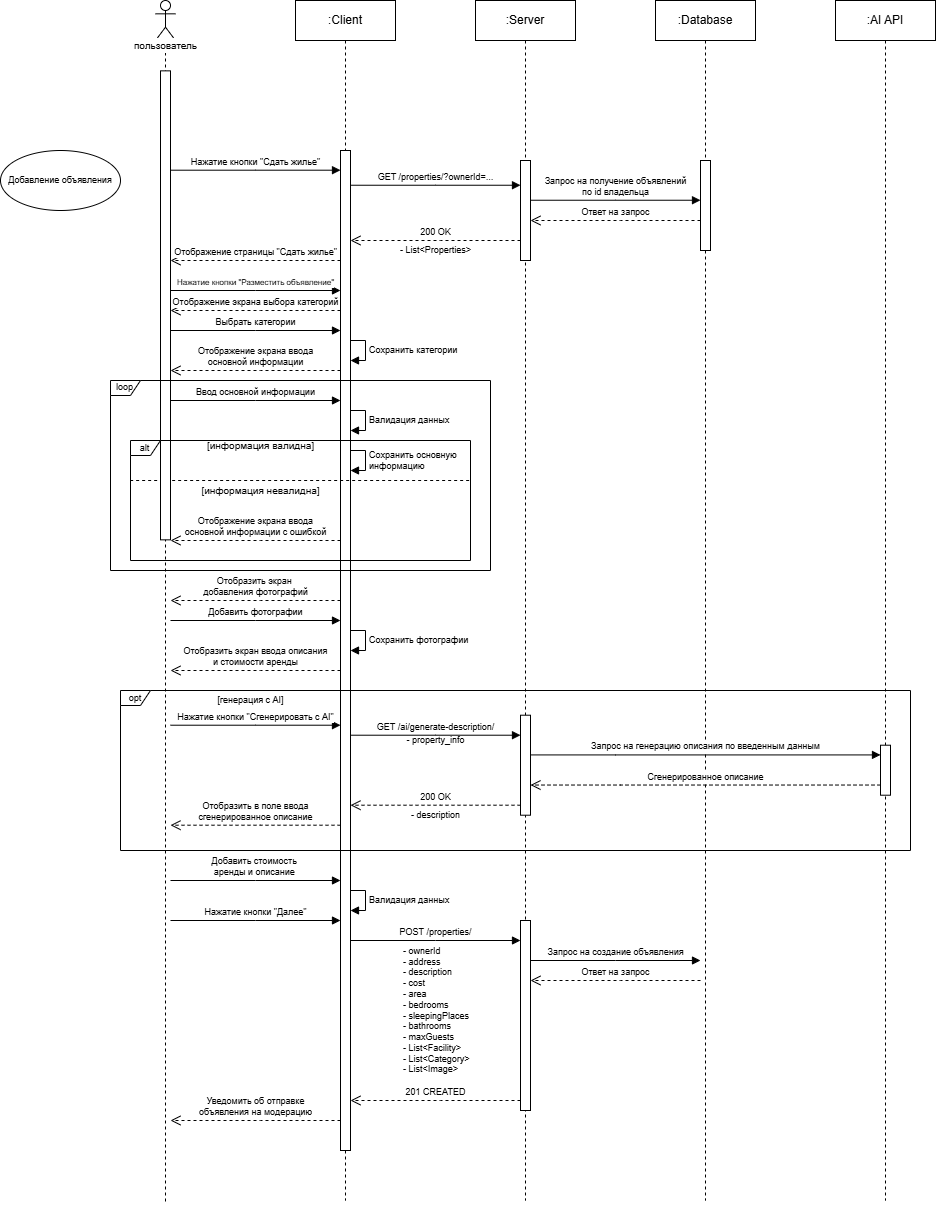 :Client
:Server
:Database
:AI API
пользователь
Добавление объявления
Нажатие кнопки "Сдать жилье"
GET /properties/?ownerId=...
Запрос на получение объявлений
по id владельца
Ответ на запрос
200 OK
- List<Properties>
Отображение страницы "Сдать жилье"
Нажатие кнопки "Разместить объявление"
Отображение экрана выбора категорий
Выбрать категории
Сохранить категории
Отображение экрана ввода
основной информации
loop
Ввод основной информации
Валидация данных
alt
[информация валидна]
Сохранить основную
информацию
[информация невалидна]
Отображение экрана ввода
основной информации с ошибкой
Отобразить экран
добавления фотографий
Добавить фотографии
Сохранить фотографии
Отобразить экран ввода описания
и стоимости аренды
opt
[генерация с AI]
Нажатие кнопки "Сгенерировать с AI"
GET /ai/generate-description/
- property_info
Запрос на генерацию описания по введенным данным
Сгенерированное описание
200 OK
- description
Отобразить в поле ввода
сгенерированное описание
Добавить стоимость
аренды и описание
Валидация данных
Нажатие кнопки "Далее"
POST /properties/
- ownerId
- address
- description
- cost
- area
- bedrooms
- sleepingPlaces
- bathrooms
- maxGuests
- List<Facility>
- List<Category>
- List<Image>
Запрос на создание объявления
Ответ на запрос
201 CREATED
Уведомить об отправке
объявления на модерацию